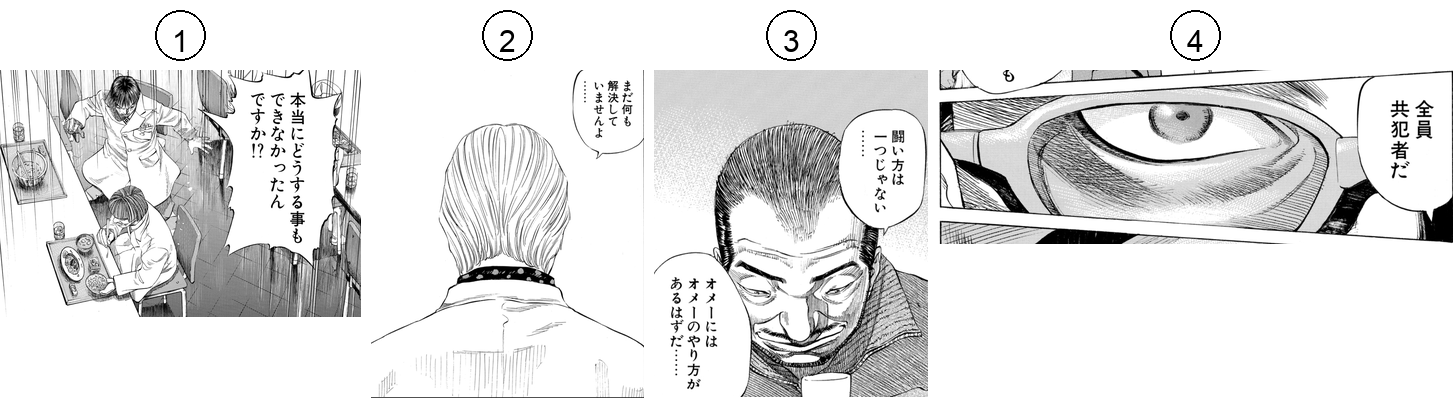 1
本当にどうする事も
できなかったん
ですか!?
2
まだ何も
解決して
いませんよ
……
3
闘い方は
一つじゃない
……
オメーには
オメーのやり方が
あるはずだ……
4
も
全員
共犯者だ